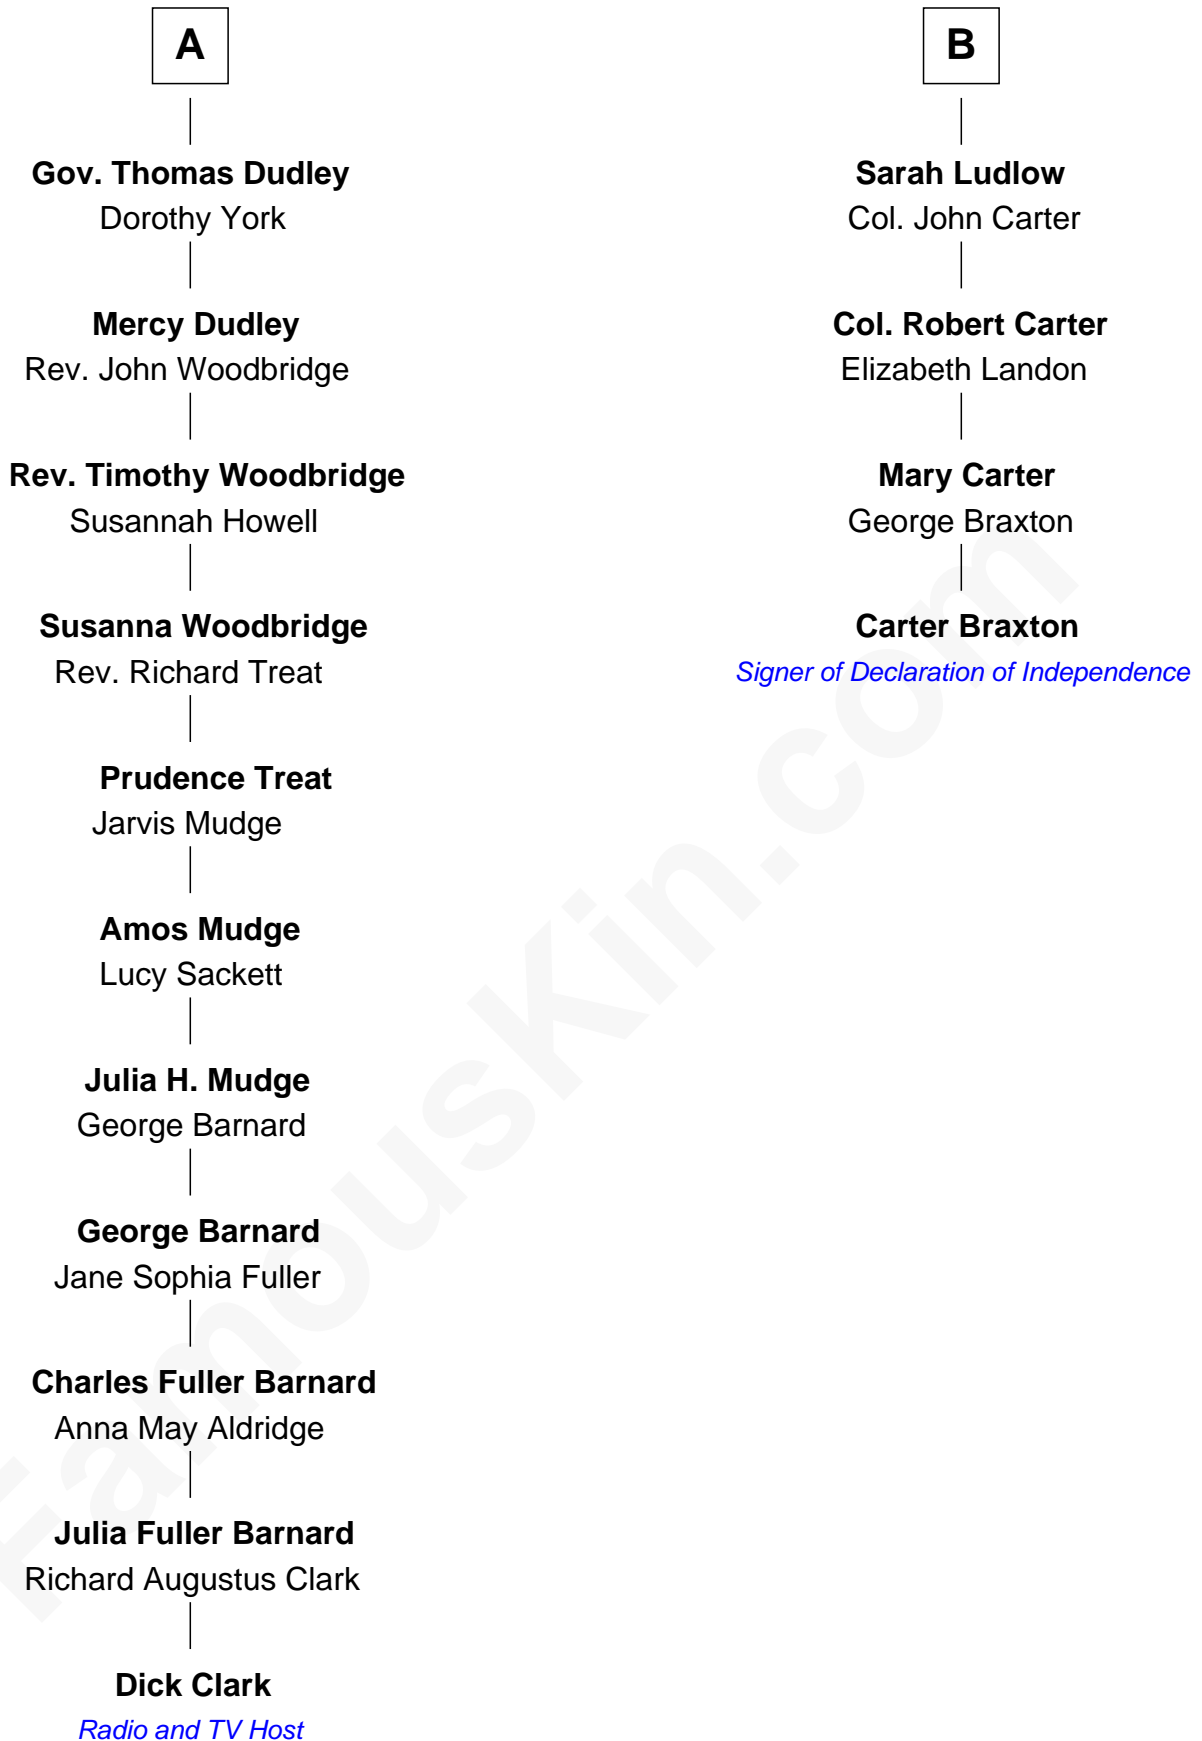 A
Gov. Thomas Dudley
Dorothy York
Mercy Dudley
Rev. John Woodbridge
Rev. Timothy Woodbridge
Susannah Howell
Susanna Woodbridge
Rev. Richard Treat
Prudence Treat
Jarvis Mudge
Amos Mudge
Lucy Sackett
Julia H. Mudge
George Barnard
George Barnard
Jane Sophia Fuller
Charles Fuller Barnard
Anna May Aldridge
Julia Fuller Barnard
Richard Augustus Clark
Dick Clark
Radio and TV Host
B
Sarah Ludlow
Col. John Carter
Col. Robert Carter
Elizabeth Landon
Mary Carter
George Braxton
Carter Braxton
Signer of Declaration of Independence
FamousKin.com